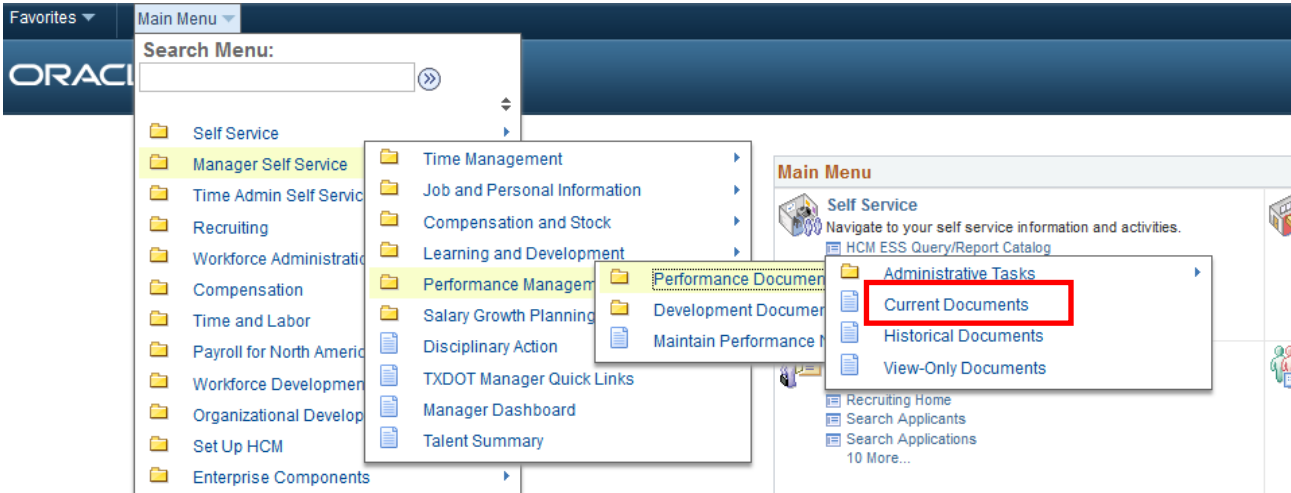 Favorites
Main Menu
Search Menu:
Self Service
Manager Self Service
Time Admin Self Servic
Recruiting
Workforce Administratio
Compensation
Time and Labor
Payroll for North Americ
Workforce Developmen
Organizational Develop
Set Up HCM
Enterprise Components
Time Management
Job and Personal Information
Compensation and Stock
Learning and Development
Performance Managem
Salary Growth Planning
Disciplinary Action
TXDOT Manager Quick Links
Manager Dashboard
Talent Summary
Performance Documen
Development Documen
Maintain Performance N
Administrative Tasks
Current Documents
Historical Documents
View-Only Documents
Main Menu
Self Service
Navigate to your self service information and activities.
HCM ESS Query/Report Catalog
Recruiting Home
Search Applicants
Search Applications
10 More...